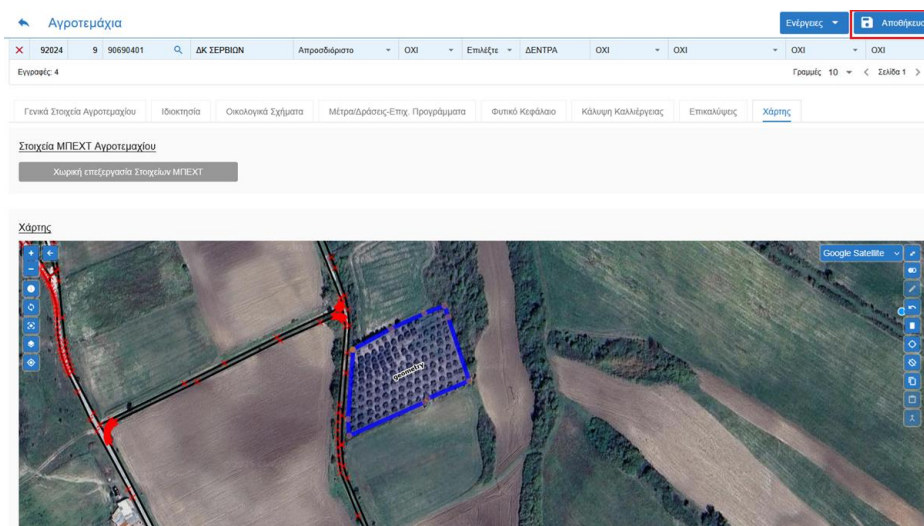 Αγροτεμάχια
Ενέργειες
Αποθήκευσ
92024 9 90690401 ΔΚ ΣΕΡΒΙΩΝ Απροσδιόριστο ΟΧΙ Επιλέξτε ΔΕΝΤΡΑ ΟΧΙ ΟΧΙ ΟΧΙ ΟΧΙ
Εγγραφές: 4 Γραμμές 10 Σελίδα 1
Γενικά Στοιχεία Αγροτεμαχίου Ιδιοκτησία Οικολογικά Σχήματα Μέτρα/Δράσεις-Επιχ. Προγράμματα Φυτικό Κεφάλαιο Κάλυψη Καλλιέργειας Επικαλύψεις Χάρτης
Στοιχεία ΜΠΕΧΤ Αγροτεμαχίου
Χωρική επεξεργασία Στοιχείων ΜΠΕΧΤ
Χάρτης
Google Satellite
geometry